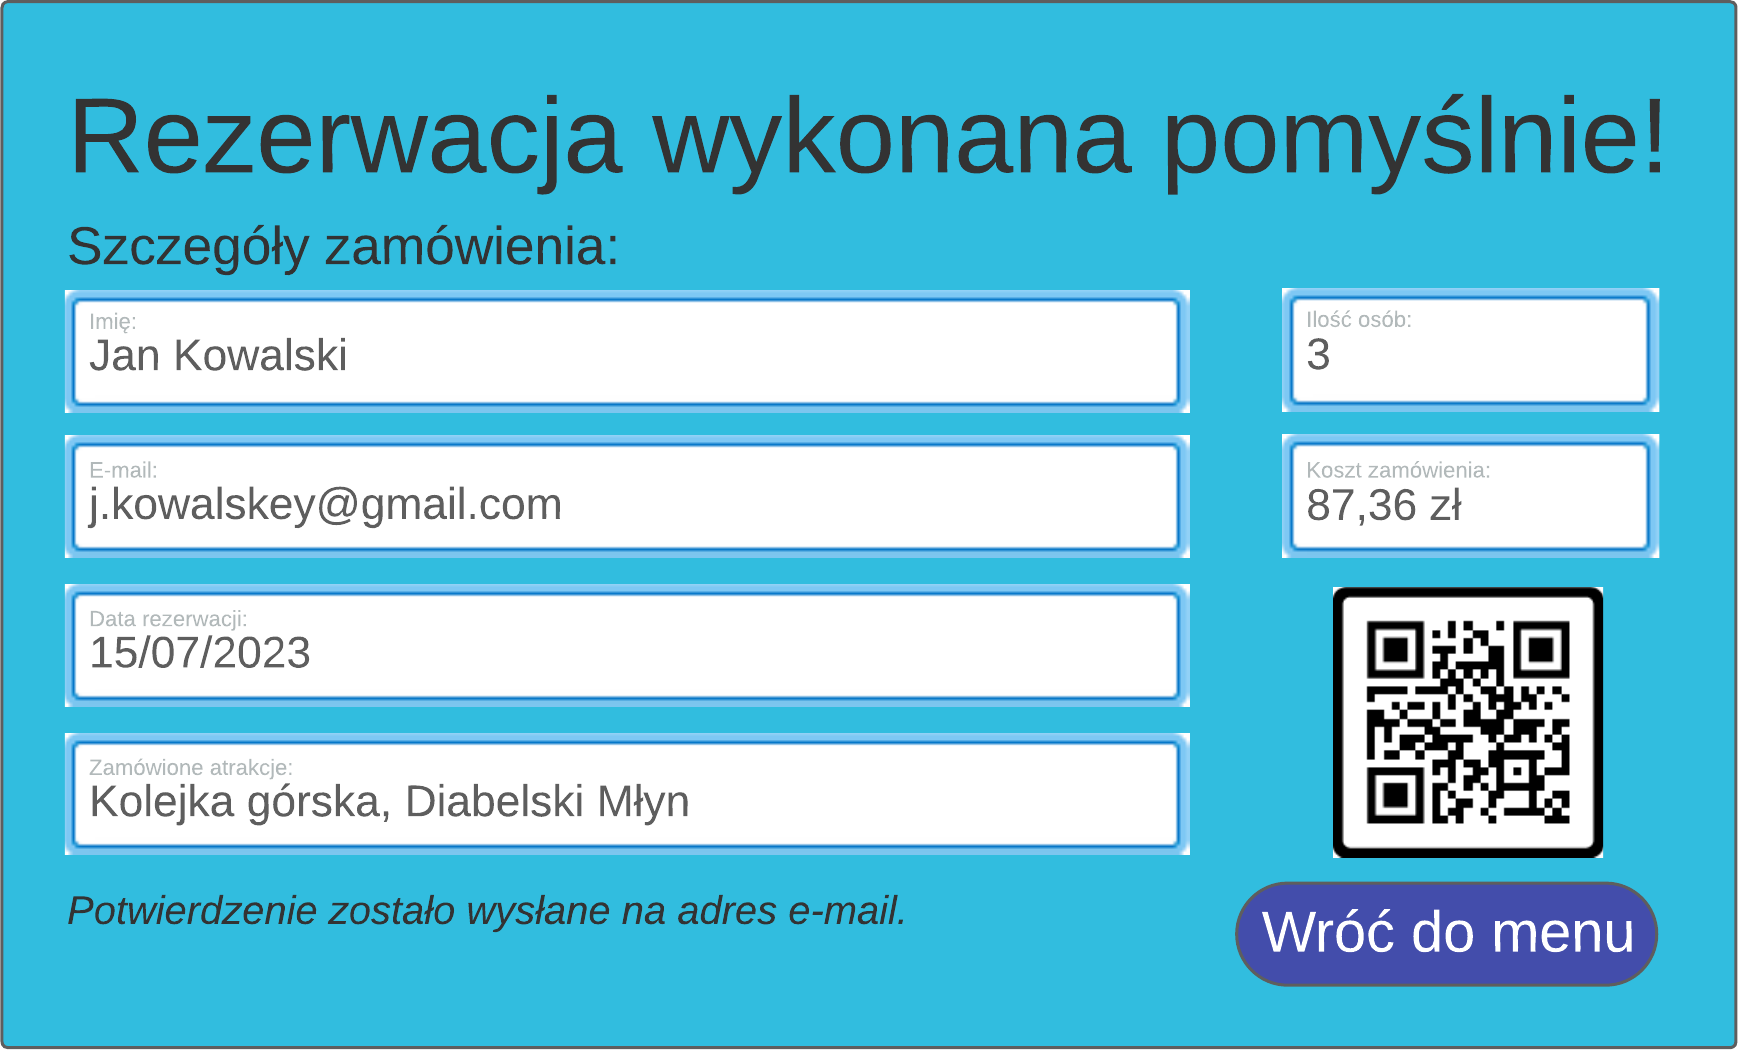 Rezerwacja wykonana pomyślnie!
Szczegóły zamówienia:
Imię:
Jan Kowalski
Ilość osób:
3
E-mail:
j.kowalskey@gmail.com
Koszt zamówienia:
87,36 zł
Data rezerwacji:
15/07/2023
Zamówione atrakcje:
Kolejka górska, Diabelski Młyn
Potwierdzenie zostało wysłane na adres e-mail.
Wróć do menu